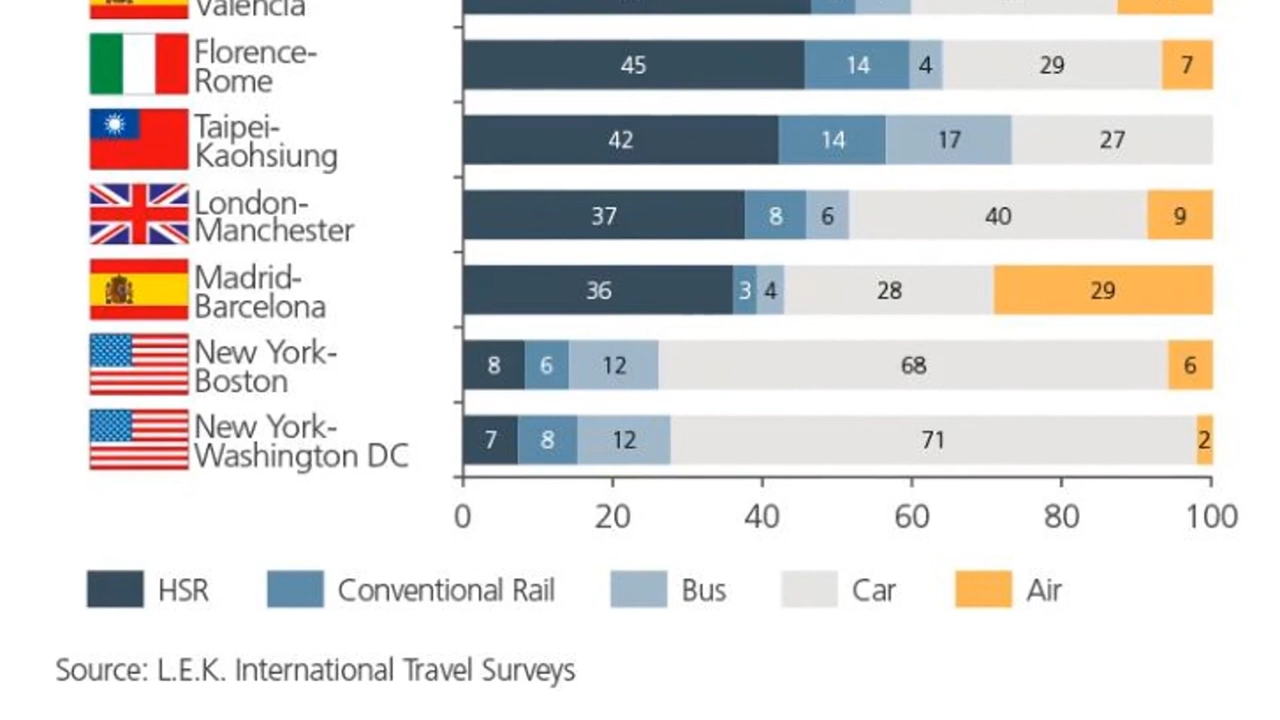 Valencia
Florence-
Rome
45 14 4 29 7
Taipei-
Kaohsiung
42 14 17 27
London-
Manchester
37 8 6 40 9
Madrid-
Barcelona
36 3 4 28 29
New York-
Boston
8 6 12 68 6
New York-
Washington DC
7 8 12 71 2
0 20 40 60 80 100
HSR Conventional Rail Bus Car Air
Source: L.E.K. International Travel Surveys